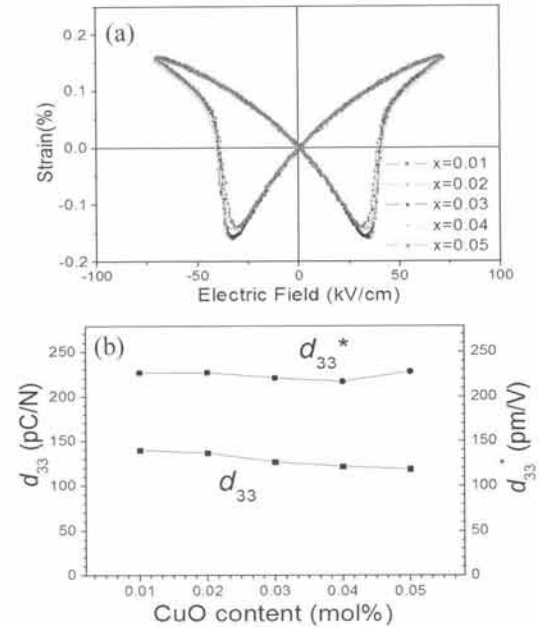 (a)
0.2
0.1
0.0
-0.1
-0.2
Strain(%)
x=0.01
x=0.02
x=0.03
x=0.04
x=0.05
-100
-50
0
50
100
Electric Field (kV/cm)
(b)
250
200
150
100
50
0
d33 (pC/N)
d33*
d33
250
200
150
100
50
0
d33* (pm/V)
0.01
0.02
0.03
0.04
0.05
CuO content (mol%)